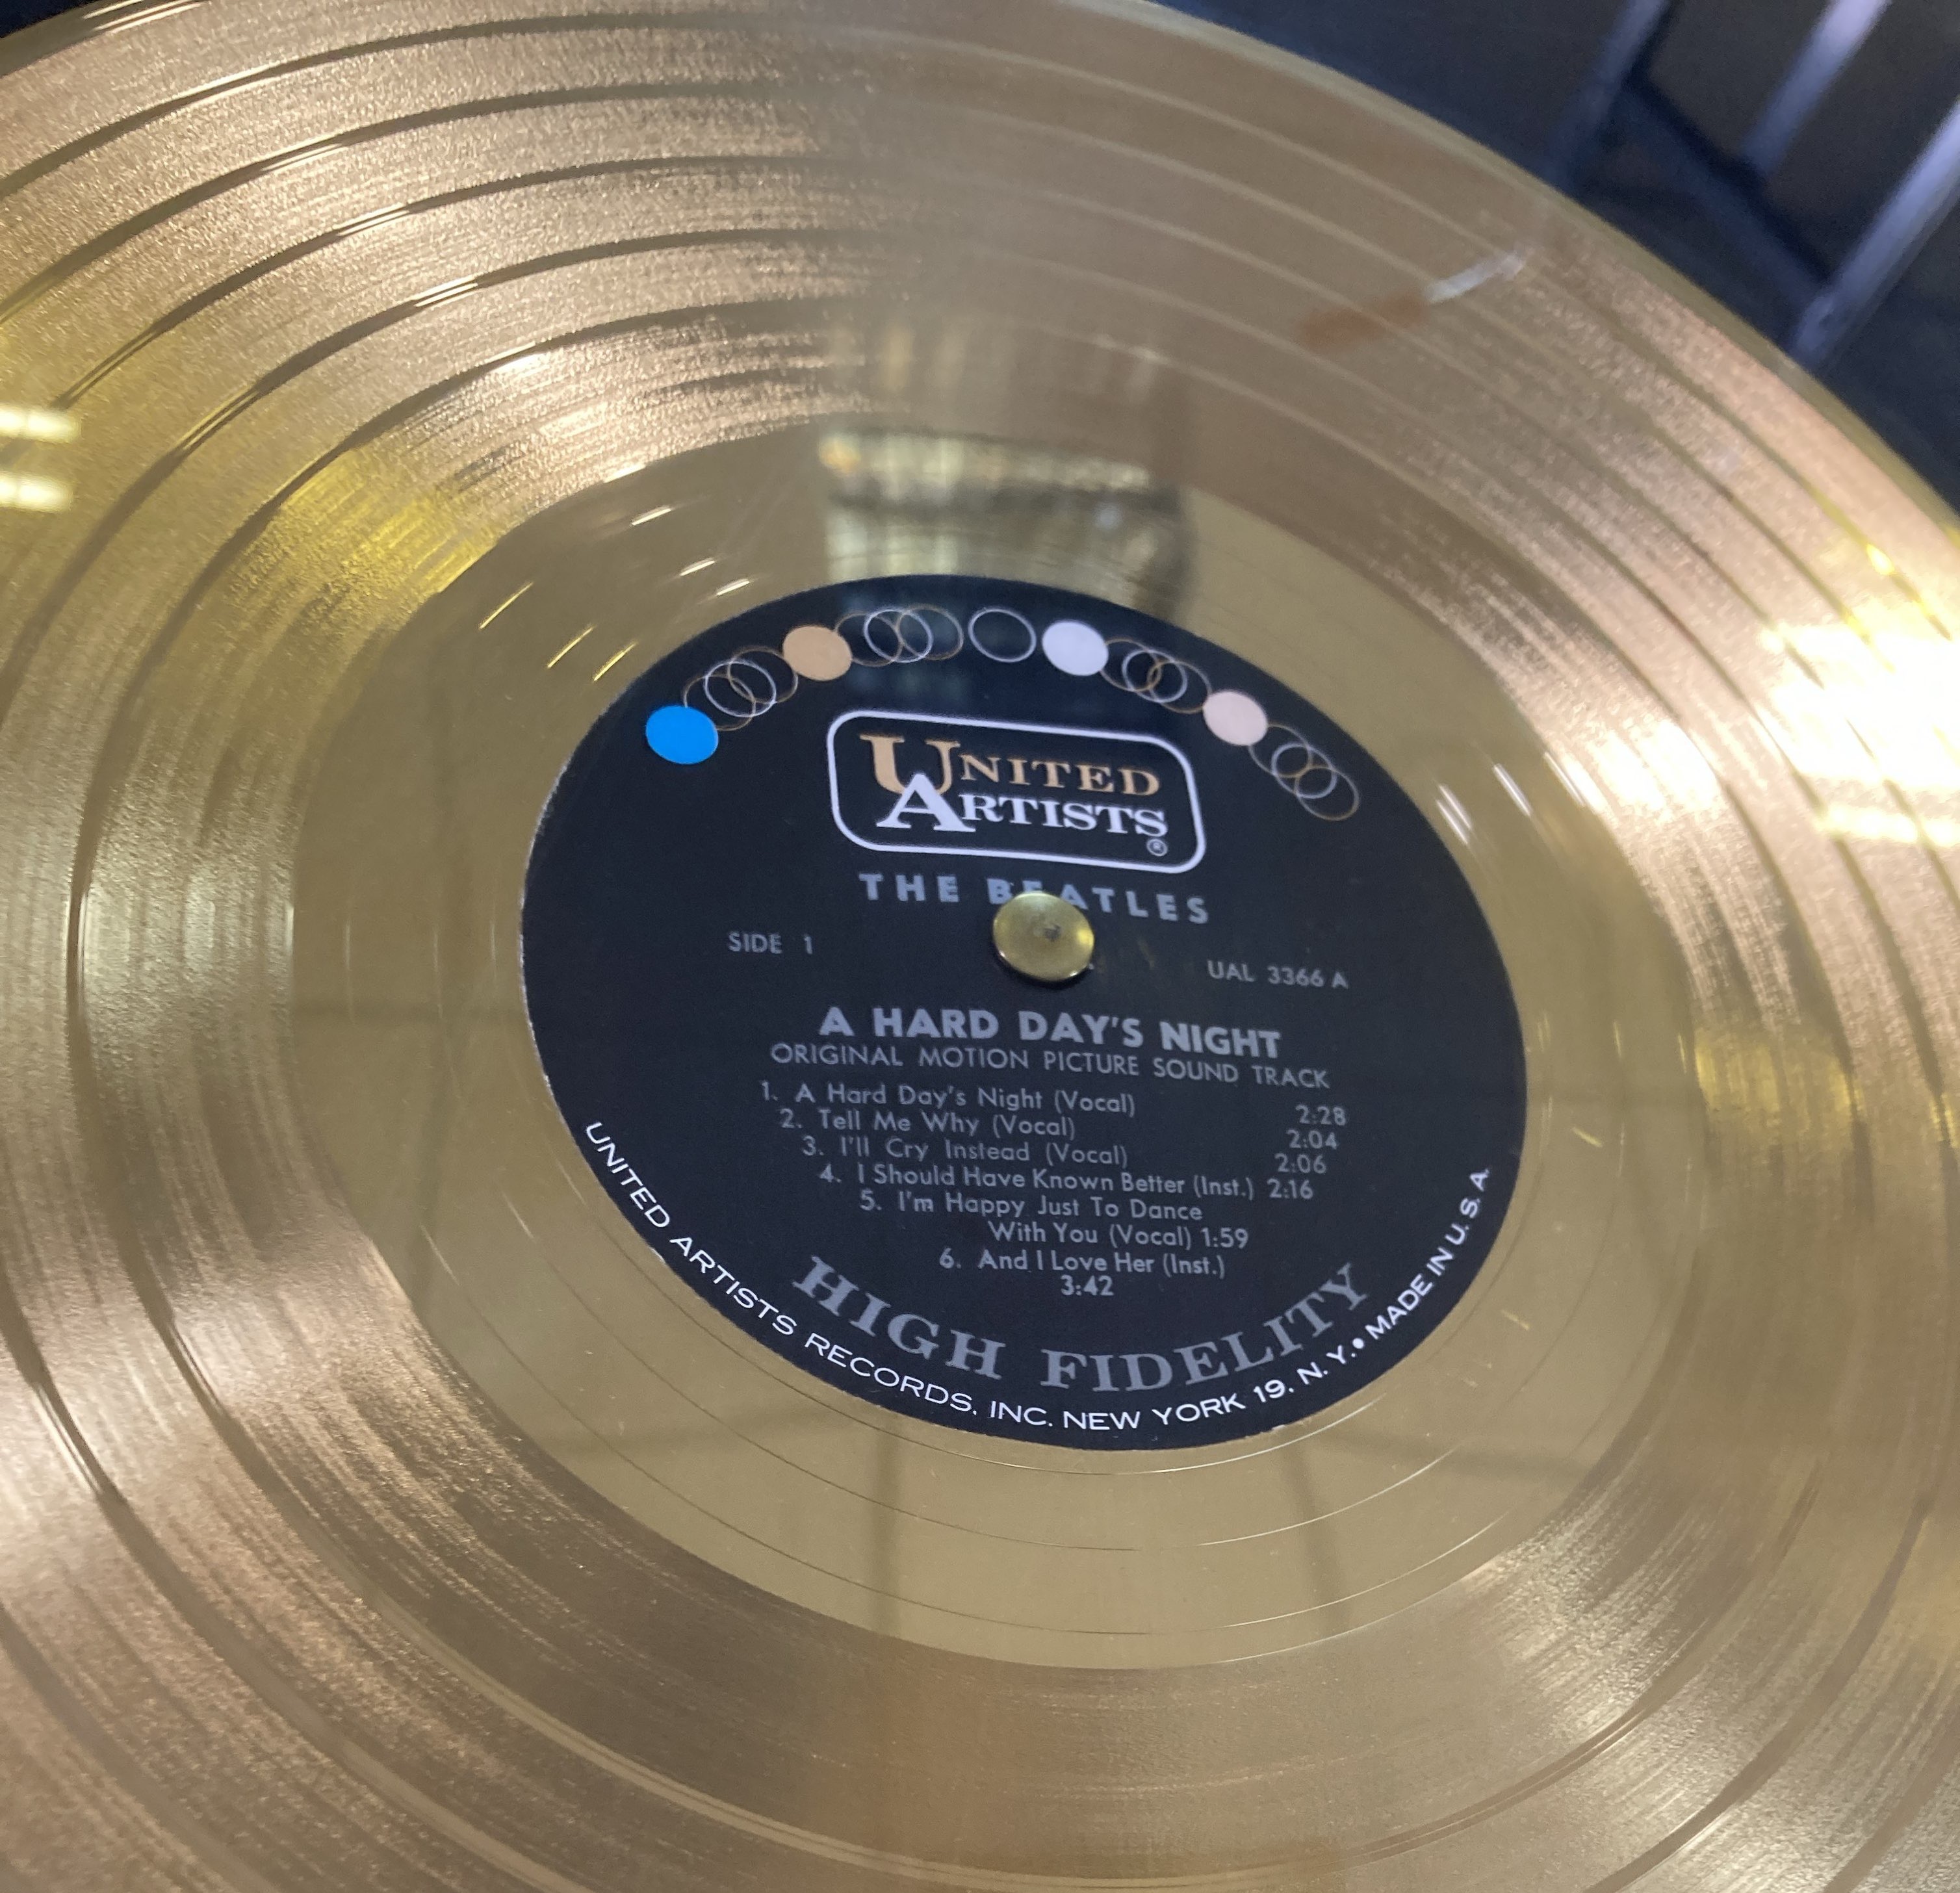 UNITED
ARTISTS
®
THE BEATLES
SIDE 1
UAL 3366 A
A HARD DAY'S NIGHT
ORIGINAL MOTION PICTURE SOUND TRACK
1. A Hard Day's Night (Vocal) 2:28
2. Tell Me Why (Vocal) 2:04
3. I'll Cry Instead (Vocal) 2:06
4. I Should Have Known Better (Inst.) 2:16
5. I'm Happy Just To Dance
With You (Vocal) 1:59
6. And I Love Her (Inst.)
3:42
HIGH FIDELITY
UNITED ARTISTS RECORDS, INC. NEW YORK 19, N. Y. • MADE IN U. S. A.